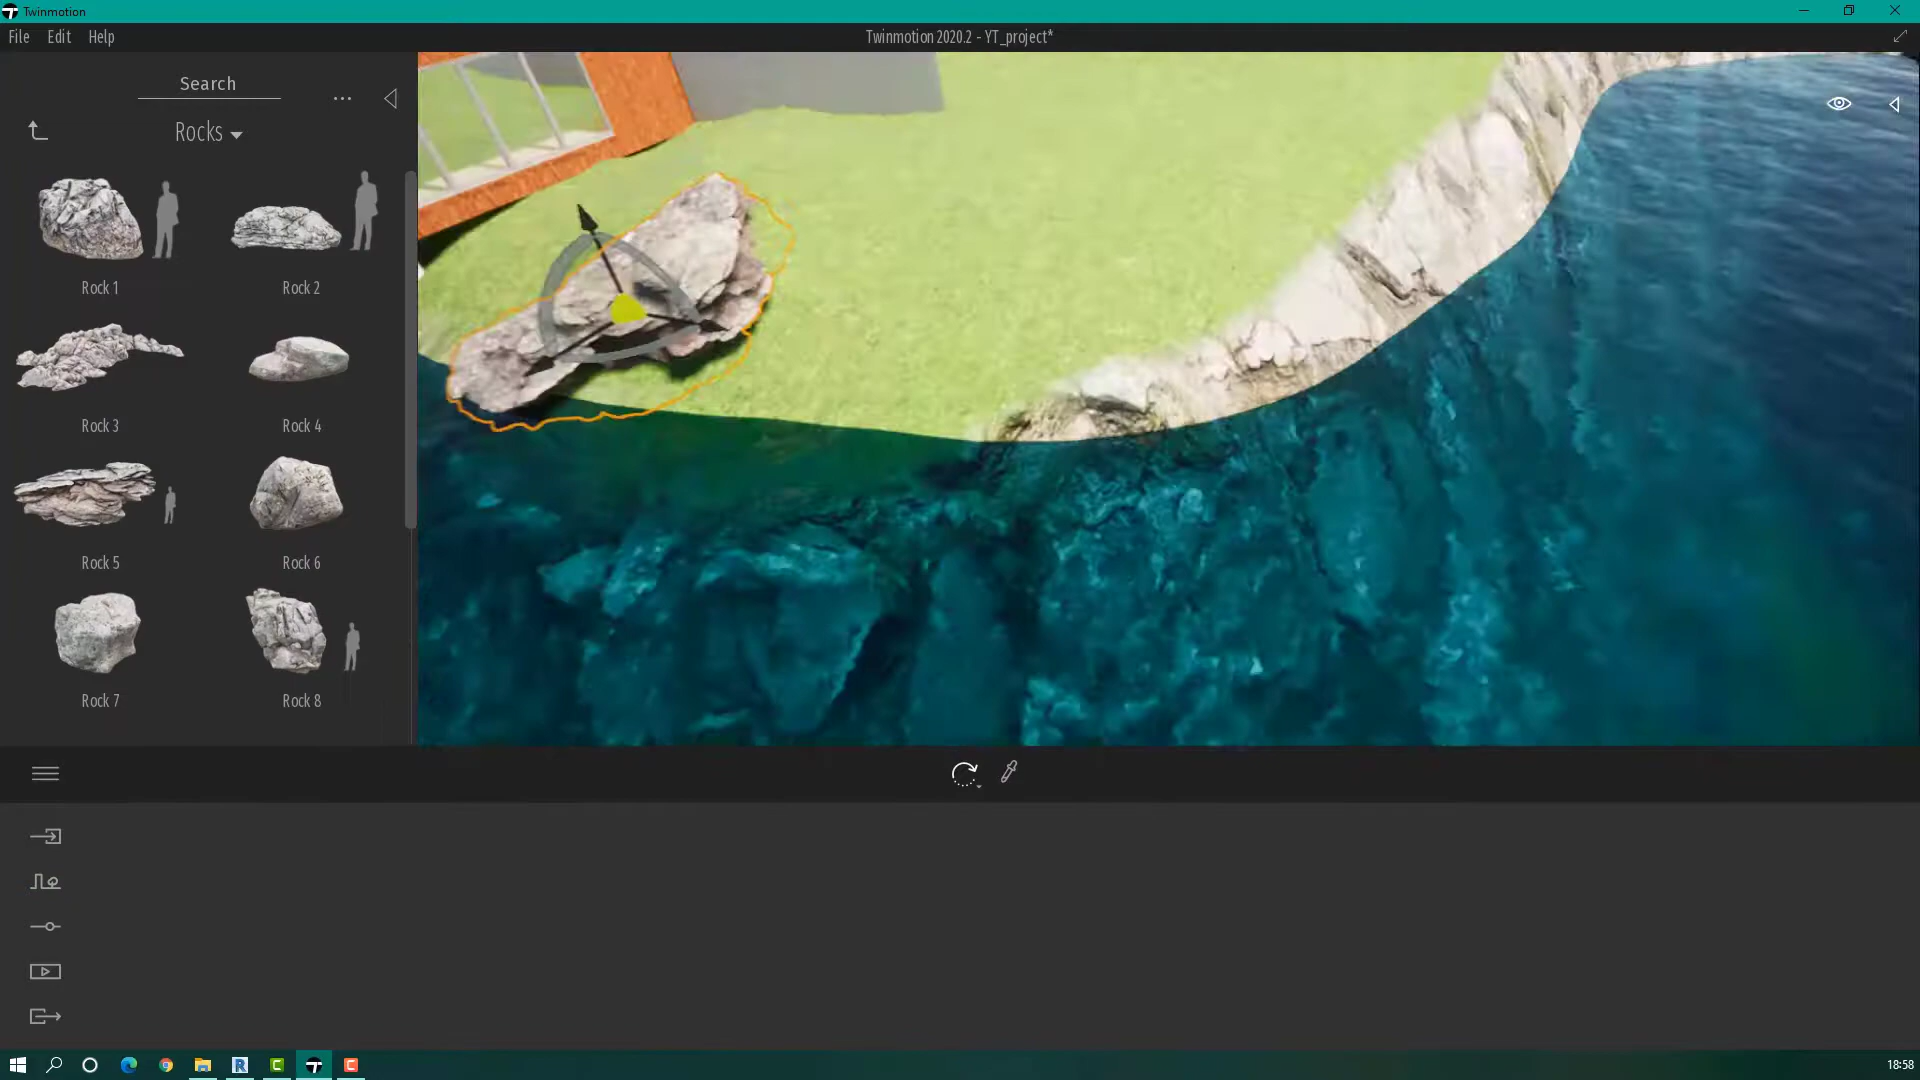 Twinmotion
File Edit Help
Twinmotion 2020.2 - YT_project*
Search
...
Rocks
Rock 1
Rock 2
Rock 3
Rock 4
Rock 5
Rock 6
Rock 7
Rock 8
18:58